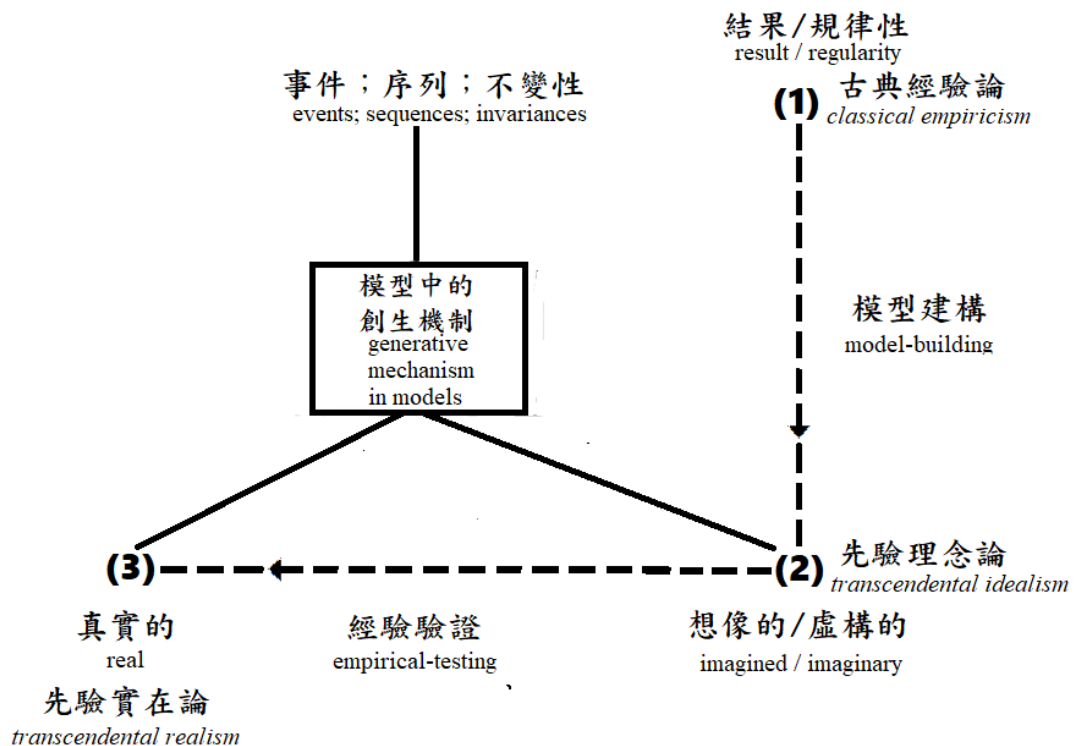 結果/規律性
result / regularity
事件；序列；不變性
events; sequences; invariances
(1) 古典經驗論
classical empiricism
模型中的
創生機制
generative
mechanism
in models
模型建構
model-building
(3)
(2) 先驗理念論
transcendental idealism
真實的
real
經驗驗證
empirical-testing
想像的/虛構的
imagined / imaginary
先驗實在論
transcendental realism